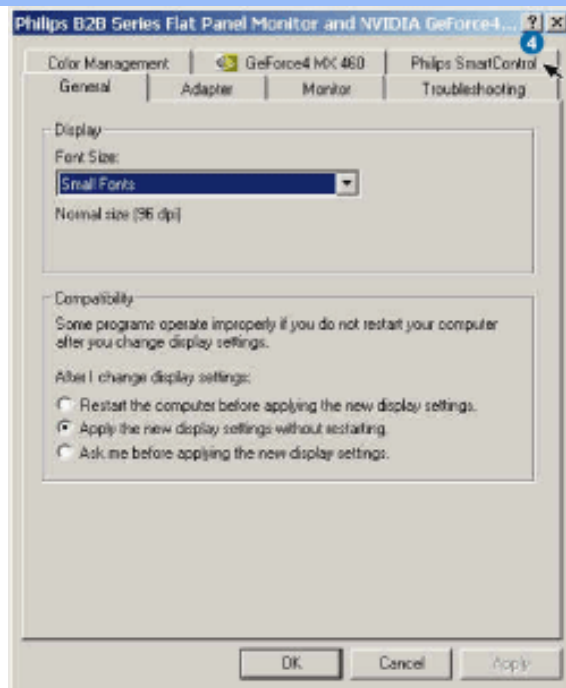 Philips B2B Series Flat Panel Monitor and NVIDIA GeForce4... ? ×
4
Color Management GeForce4 MX 460 Philips SmartControl
General Adapter Monitor Troubleshooting
Display
Font Size:
Small Fonts
Normal size (96 dpi)
Compatibility
Some programs operate improperly if you do not restart your computer
after you change display settings.
After I change display settings:
Restart the computer before applying the new display settings.
Apply the new display settings without restarting.
Ask me before applying the new display settings.
OK Cancel Apply